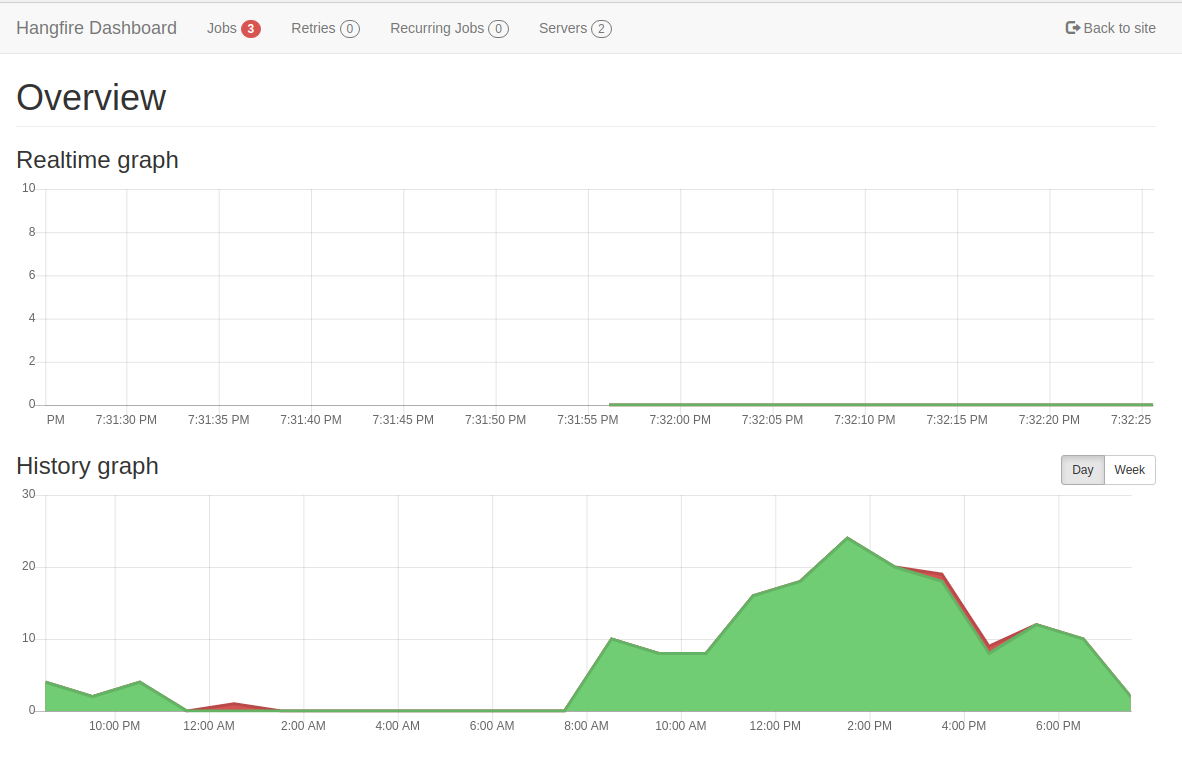 Hangfire Dashboard Jobs 3 Retries 0 Recurring Jobs 0 Servers 2 Back to site
Overview
Realtime graph
10
8
6
4
2
0
PM 7:31:30 PM 7:31:35 PM 7:31:40 PM 7:31:45 PM 7:31:50 PM 7:31:55 PM 7:32:00 PM 7:32:05 PM 7:32:10 PM 7:32:15 PM 7:32:20 PM 7:32:25
History graph Day Week
30
20
10
0
10:00 PM 12:00 AM 2:00 AM 4:00 AM 6:00 AM 8:00 AM 10:00 AM 12:00 PM 2:00 PM 4:00 PM 6:00 PM